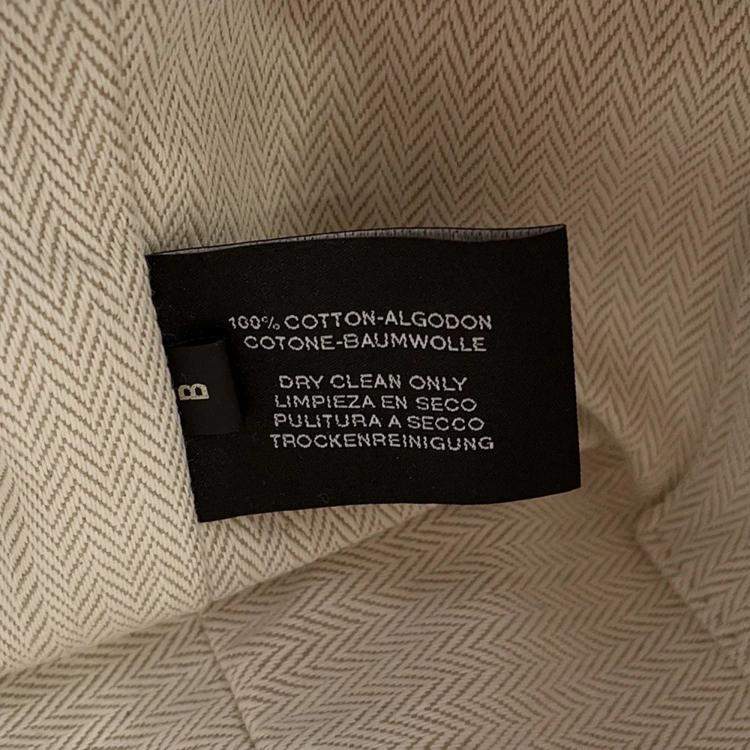 100% COTTON-ALGODON
COTONE-BAUMWOLLE
DRY CLEAN ONLY
LIMPIEZA EN SECO
PULITURA A SECCO
TROCKENREINIGUNG
B